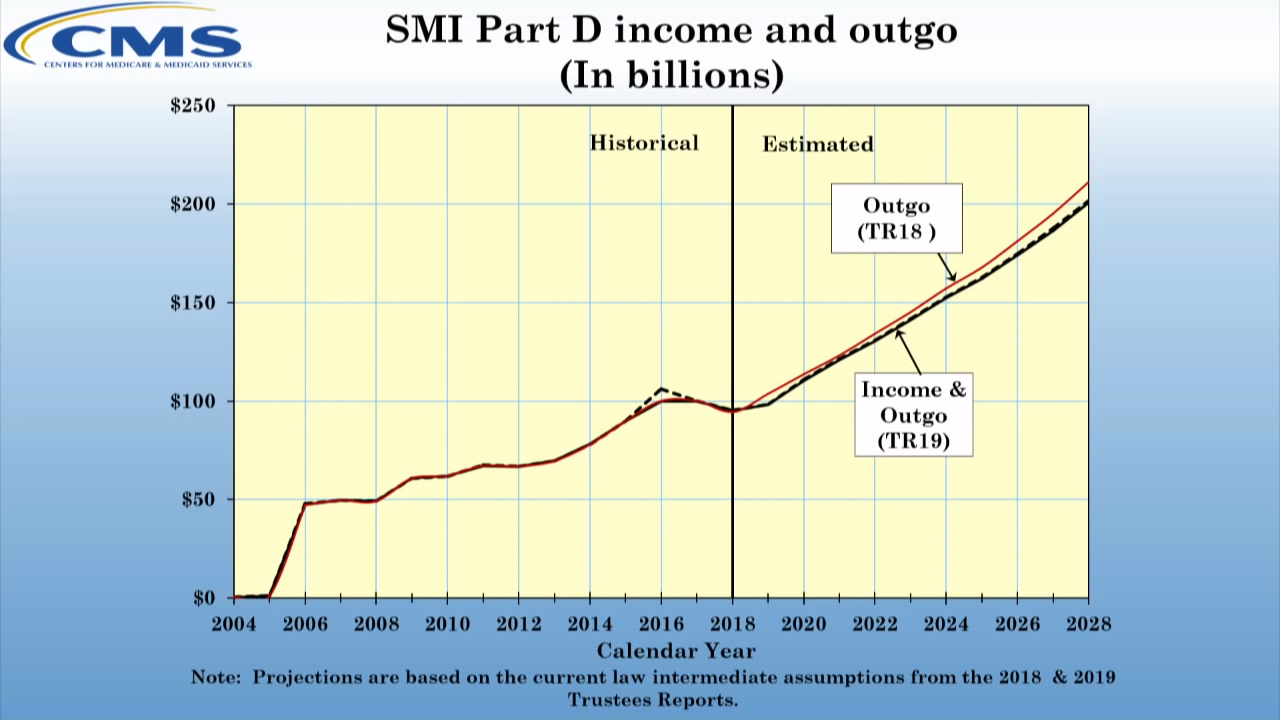 CMS
CENTERS FOR MEDICARE & MEDICAID SERVICES
SMI Part D income and outgo
(In billions)
$250
$200
$150
$100
$50
$0
Historical
Estimated
Outgo
(TR18 )
Income &
Outgo
(TR19)
2004 2006 2008 2010 2012 2014 2016 2018 2020 2022 2024 2026 2028
Calendar Year
Note:  Projections are based on the current law intermediate assumptions from the 2018  & 2019
Trustees Reports.